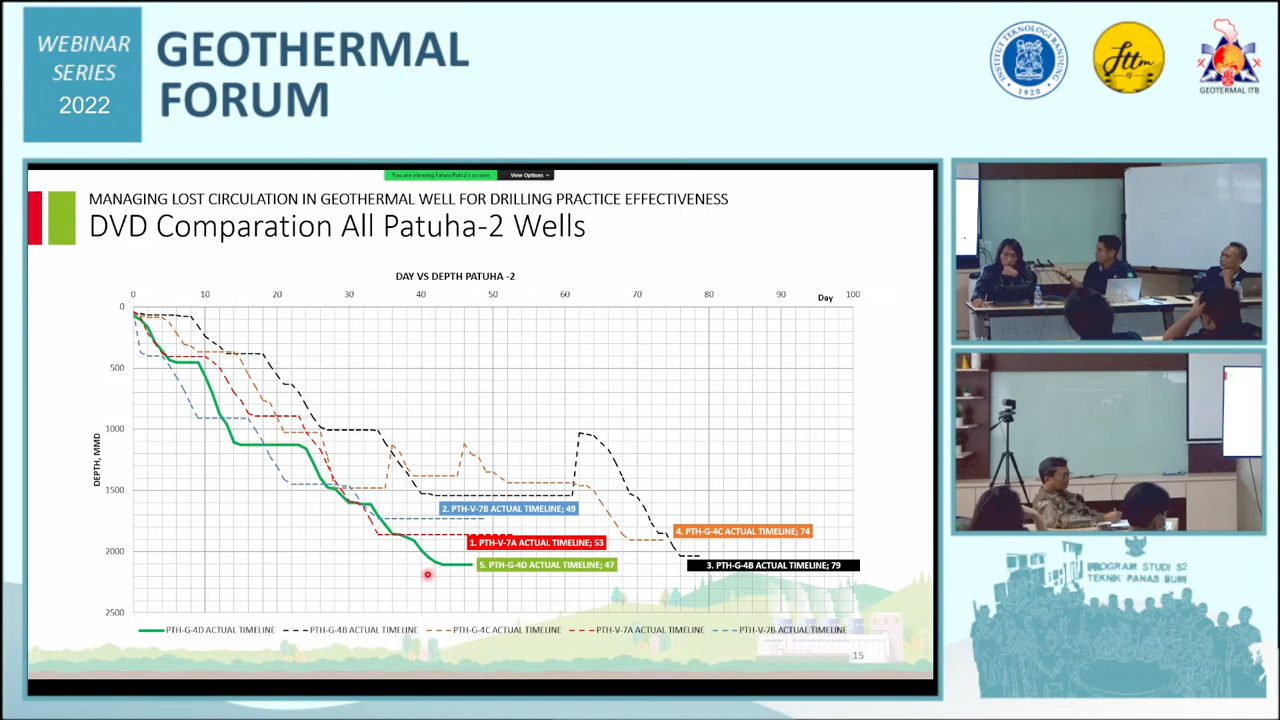 WEBINAR
SERIES
2022
GEOTHERMAL
FORUM
INSTITUT TEKNOLOGI BANDUNG
1920
fttm
GEOTERMAL ITB
You are viewing Fatwa Putra's screen
View Options
MANAGING LOST CIRCULATION IN GEOTHERMAL WELL FOR DRILLING PRACTICE EFFECTIVENESS
DVD Comparation All Patuha-2 Wells
DAY VS DEPTH PATUHA -2
0 10 20 30 40 50 60 70 80 90 100
Day
DEPTH, MMD
0
500
1000
1500
2000
2500
2. PTH-V-7B ACTUAL TIMELINE; 49
4. PTH-G-4C ACTUAL TIMELINE; 74
1. PTH-V-7A ACTUAL TIMELINE; 53
5. PTH-G-4D ACTUAL TIMELINE; 47
3. PTH-G-4B ACTUAL TIMELINE; 79
PTH-G-4D ACTUAL TIMELINE PTH-G-4B ACTUAL TIMELINE PTH-G-4C ACTUAL TIMELINE PTH-V-7A ACTUAL TIMELINE PTH-V-7B ACTUAL TIMELINE
15
PROGRAM STUDI S2
TEKNIK PANAS BUMI